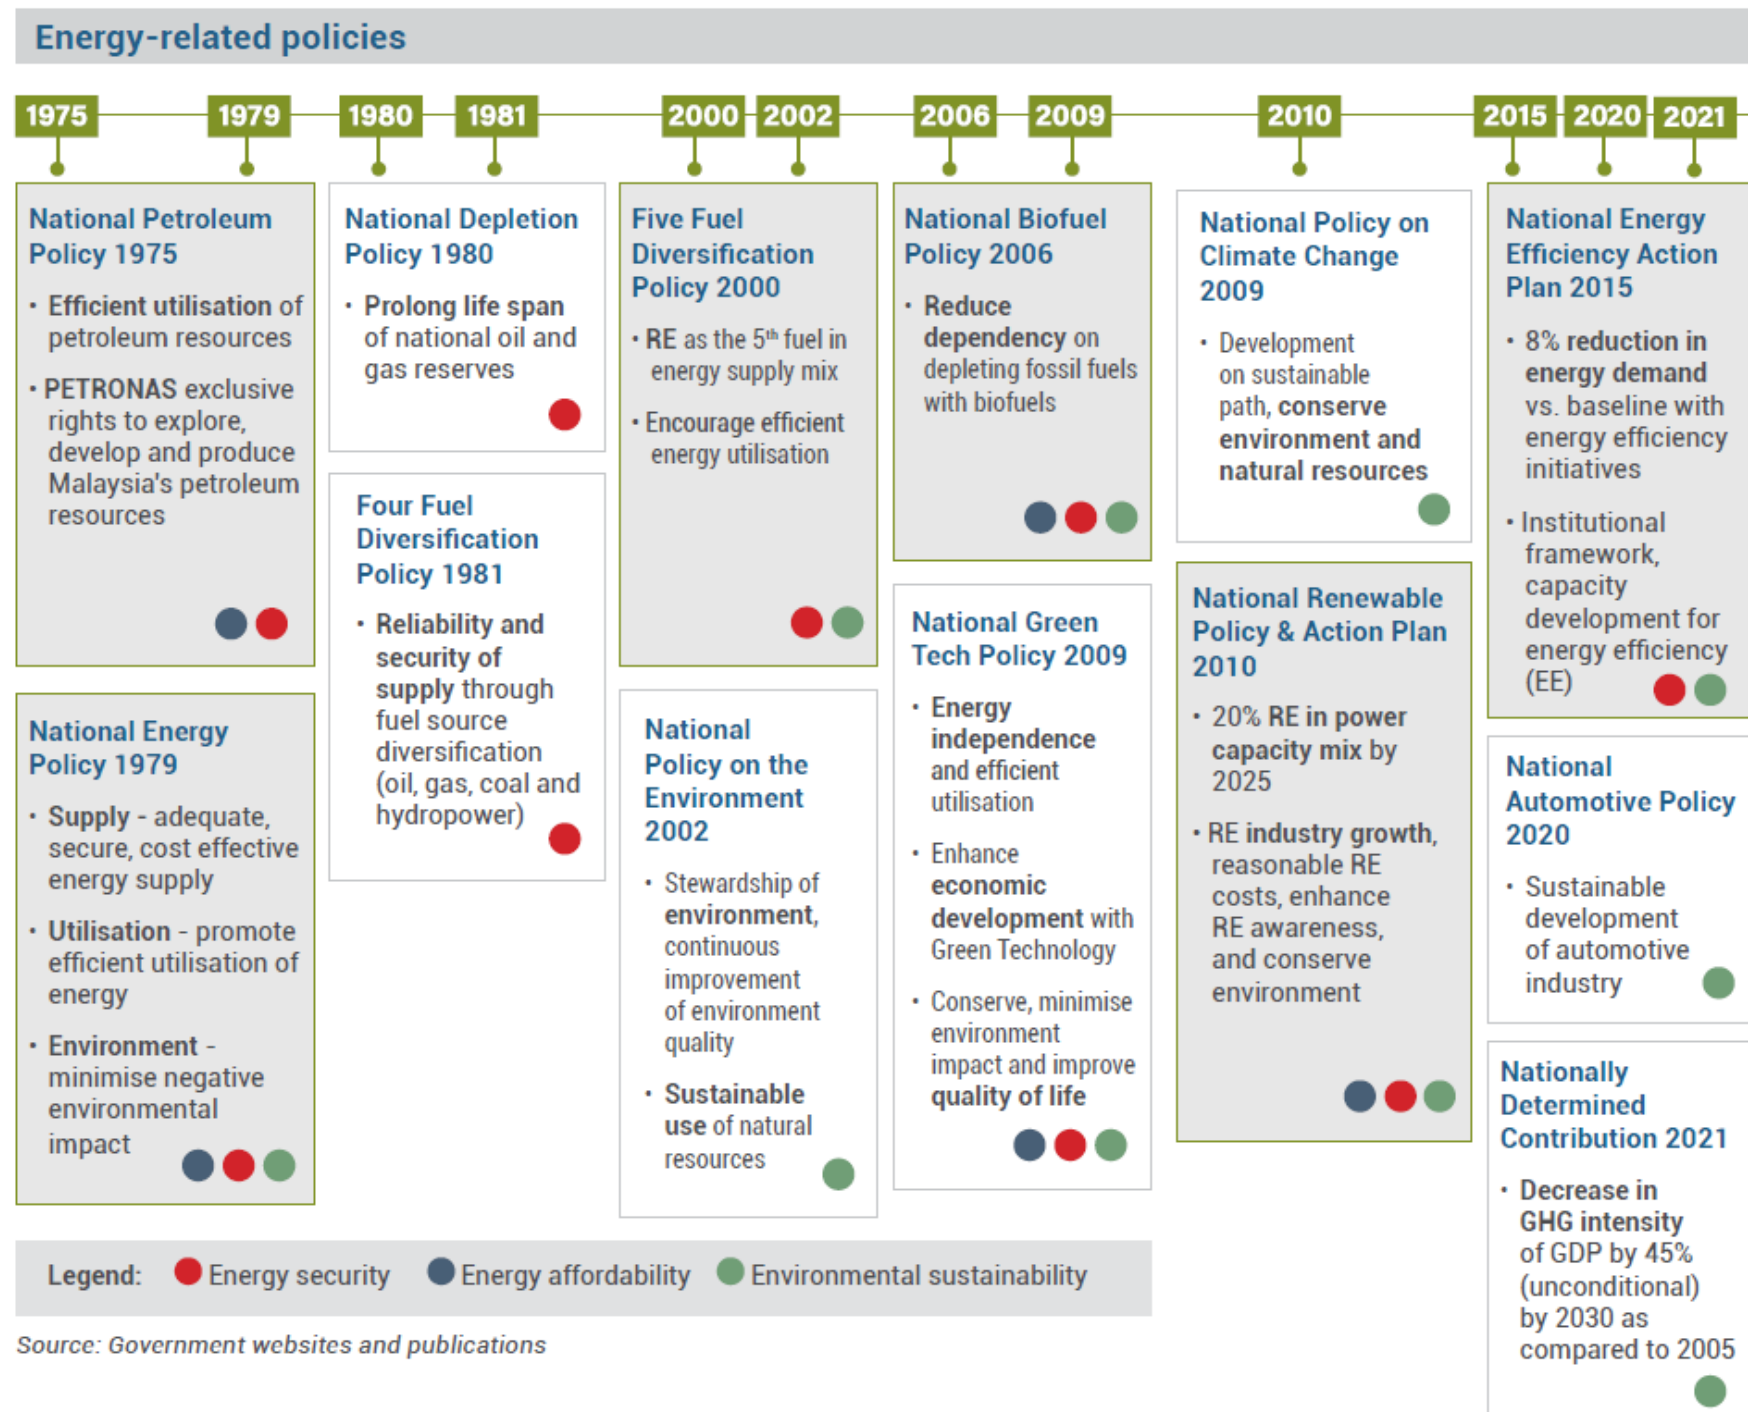 Energy-related policies
1975
1979
1980
1981
2000
2002
2006
2009
2010
2015
2020
2021
National Petroleum
Policy 1975
• Efficient utilisation of
petroleum resources
• PETRONAS exclusive
rights to explore,
develop and produce
Malaysia's petroleum
resources
National Energy
Policy 1979
• Supply - adequate,
secure, cost effective
energy supply
• Utilisation - promote
efficient utilisation of
energy
• Environment -
minimise negative
environmental
impact
National Depletion
Policy 1980
• Prolong life span
of national oil and
gas reserves
Four Fuel
Diversification
Policy 1981
• Reliability and
security of
supply through
fuel source
diversification
(oil, gas, coal and
hydropower)
Five Fuel
Diversification
Policy 2000
• RE as the 5th fuel in
energy supply mix
• Encourage efficient
energy utilisation
National
Policy on the
Environment
2002
• Stewardship of
environment,
continuous
improvement
of environment
quality
• Sustainable
use of natural
resources
National Biofuel
Policy 2006
• Reduce
dependency on
depleting fossil fuels
with biofuels
National Green
Tech Policy 2009
• Energy
independence
and efficient
utilisation
• Enhance
economic
development with
Green Technology
• Conserve, minimise
environment
impact and improve
quality of life
National Policy on
Climate Change
2009
• Development
on sustainable
path, conserve
environment and
natural resources
National Renewable
Policy & Action Plan
2010
• 20% RE in power
capacity mix by
2025
• RE industry growth,
reasonable RE
costs, enhance
RE awareness,
and conserve
environment
National Energy
Efficiency Action
Plan 2015
• 8% reduction in
energy demand
vs. baseline with
energy efficiency
initiatives
• Institutional
framework,
capacity
development for
energy efficiency
(EE)
National
Automotive Policy
2020
• Sustainable
development
of automotive
industry
Nationally
Determined
Contribution 2021
• Decrease in
GHG intensity
of GDP by 45%
(unconditional)
by 2030 as
compared to 2005
Legend: Energy security Energy affordability Environmental sustainability
Source: Government websites and publications